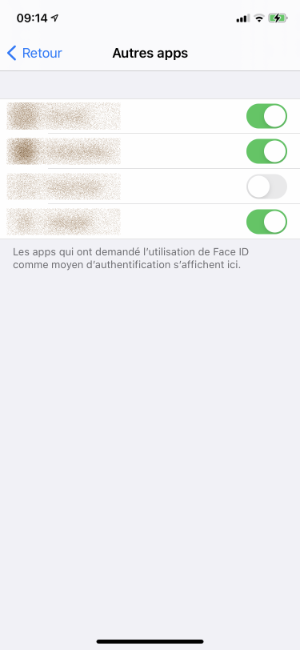 09:14
Retour
Autres apps
Les apps qui ont demandé l'utilisation de Face ID
comme moyen d'authentification s'affichent ici.